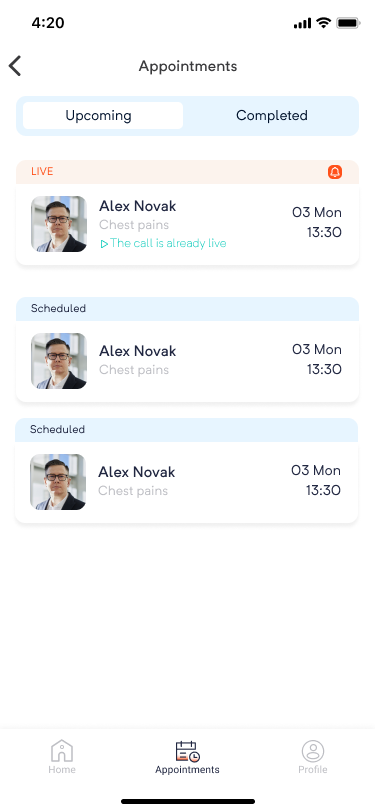 4:20
Appointments
Upcoming Completed
LIVE
Alex Novak
Chest pains
The call is already live
03 Mon
13:30
Scheduled
Alex Novak
Chest pains
03 Mon
13:30
Scheduled
Alex Novak
Chest pains
03 Mon
13:30
Home Appointments Profile